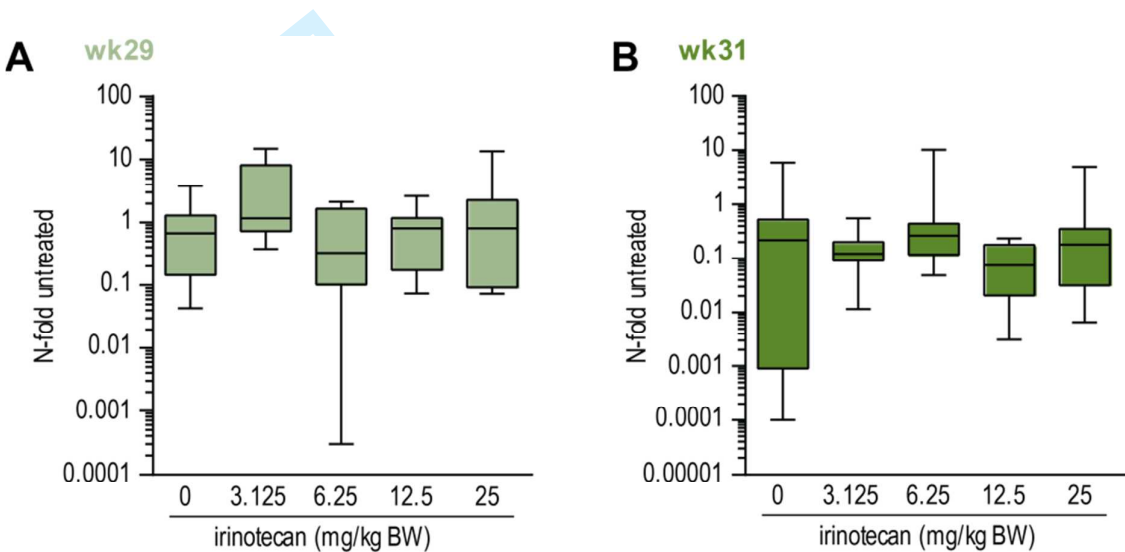 A wk29
N-fold untreated
100
10
1
0.1
0.01
0.001
0.0001
0 3.125 6.25 12.5 25
irinotecan (mg/kg BW)
B wk31
N-fold untreated
100
10
1
0.1
0.01
0.001
0.0001
0.00001
0 3.125 6.25 12.5 25
irinotecan (mg/kg BW)